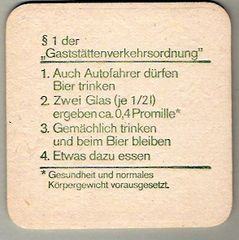 § 1 der
„Gaststättenverkehrsordnung”
1. Auch Autofahrer dürfen
Bier trinken
2. Zwei Glas (je 1/2l)
ergeben ca. 0,4 Promille*
3. Gemächlich trinken
und beim Bier bleiben
4. Etwas dazu essen
* Gesundheit und normales
Körpergewicht vorausgesetzt.